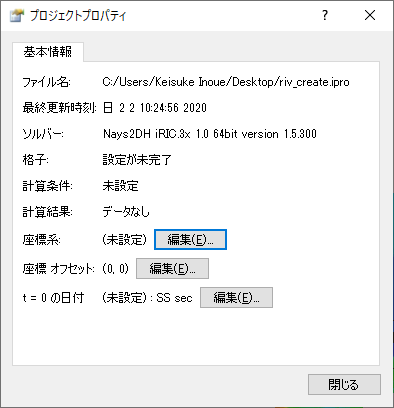 プロジェクトプロパティ
基本情報
ファイル名: C:/Users/Keisuke Inoue/Desktop/riv_create.ipro
最終更新時刻: 日 2 2 10:24:56 2020
ソルバー: Nays2DH iRIC.3x 1.0 64bit version 1.5.300
格子: 設定が未完了
計算条件: 未設定
計算結果: データなし
座標系: (未設定) 編集(E)...
座標 オフセット: (0, 0) 編集(E)...
t = 0 の日付 (未設定) : SS sec 編集(E)...
閉じる